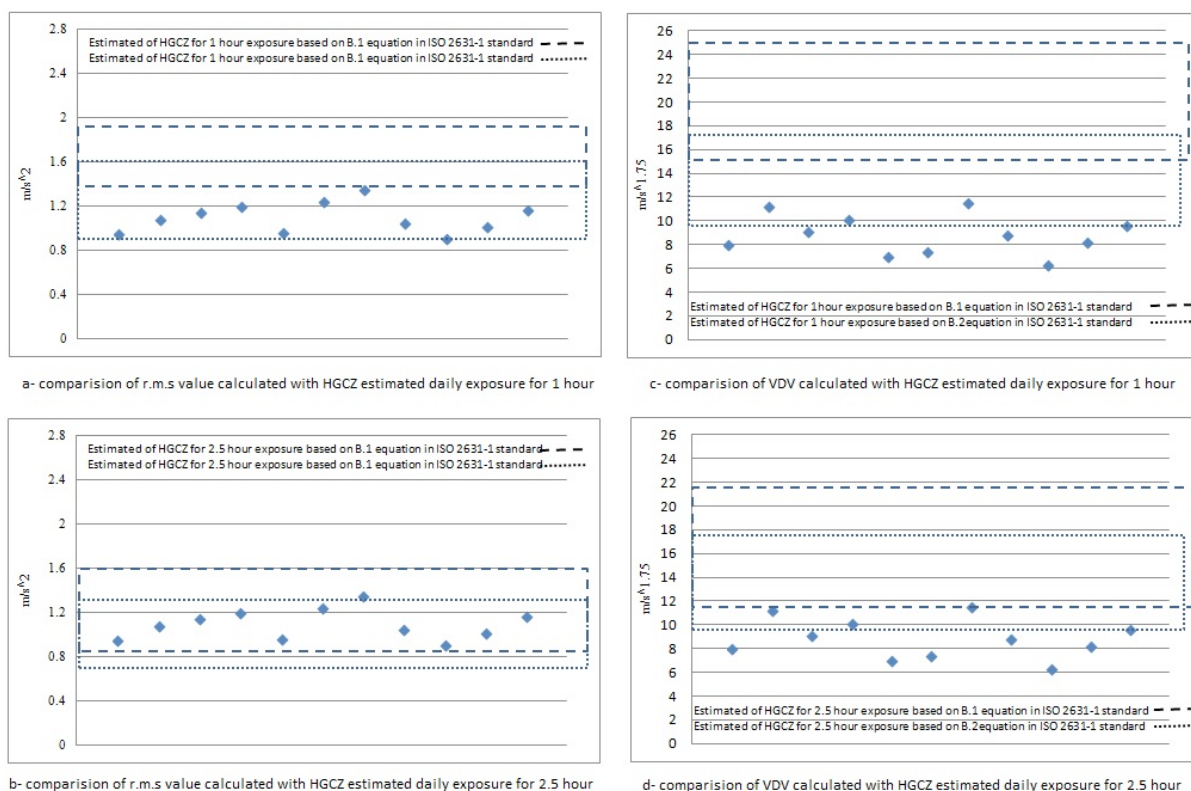 2.8
Estimated of HGCZ for 1 hour exposure based on B.1 equation in ISO 2631-1 standard
Estimated of HGCZ for 1 hour exposure based on B.1 equation in ISO 2631-1 standard
2.4
2
1.6
m/s^2
1.2
0.8
0.4
0
a- comparision of r.m.s value calculated with HGCZ estimated daily exposure for 1 hour
26
24
22
20
18
16
m/s^1.75
14
12
10
8
6
4
Estimated of HGCZ for 1hour exposure based on B.1 equation in ISO 2631-1 standard
2
Estimated of HGCZ for 1 hour exposure based on B.2equation in ISO 2631-1 standard
0
c- comparision of VDV calculated with HGCZ estimated daily exposure for 1 hour
2.8
Estimated of HGCZ for 2.5 hour exposure based on B.1 equation in ISO 2631-1 standard
Estimated of HGCZ for 2.5 hour exposure based on B.1 equation in ISO 2631-1 standard
2.4
2
1.6
m/s^2
1.2
0.8
0.4
0
b- comparision of r.m.s value calculated with HGCZ estimated daily exposure for 2.5 hour
26
24
22
20
18
16
m/s^1.75
14
12
10
8
6
4
Estimated of HGCZ for 2.5 hour exposure based on B.1 equation in ISO 2631-1 standard
2
Estimated of HGCZ for 2.5 hour exposure based on B.2equation in ISO 2631-1 standard
0
d- comparision of VDV calculated with HGCZ estimated daily exposure for 2.5 hour